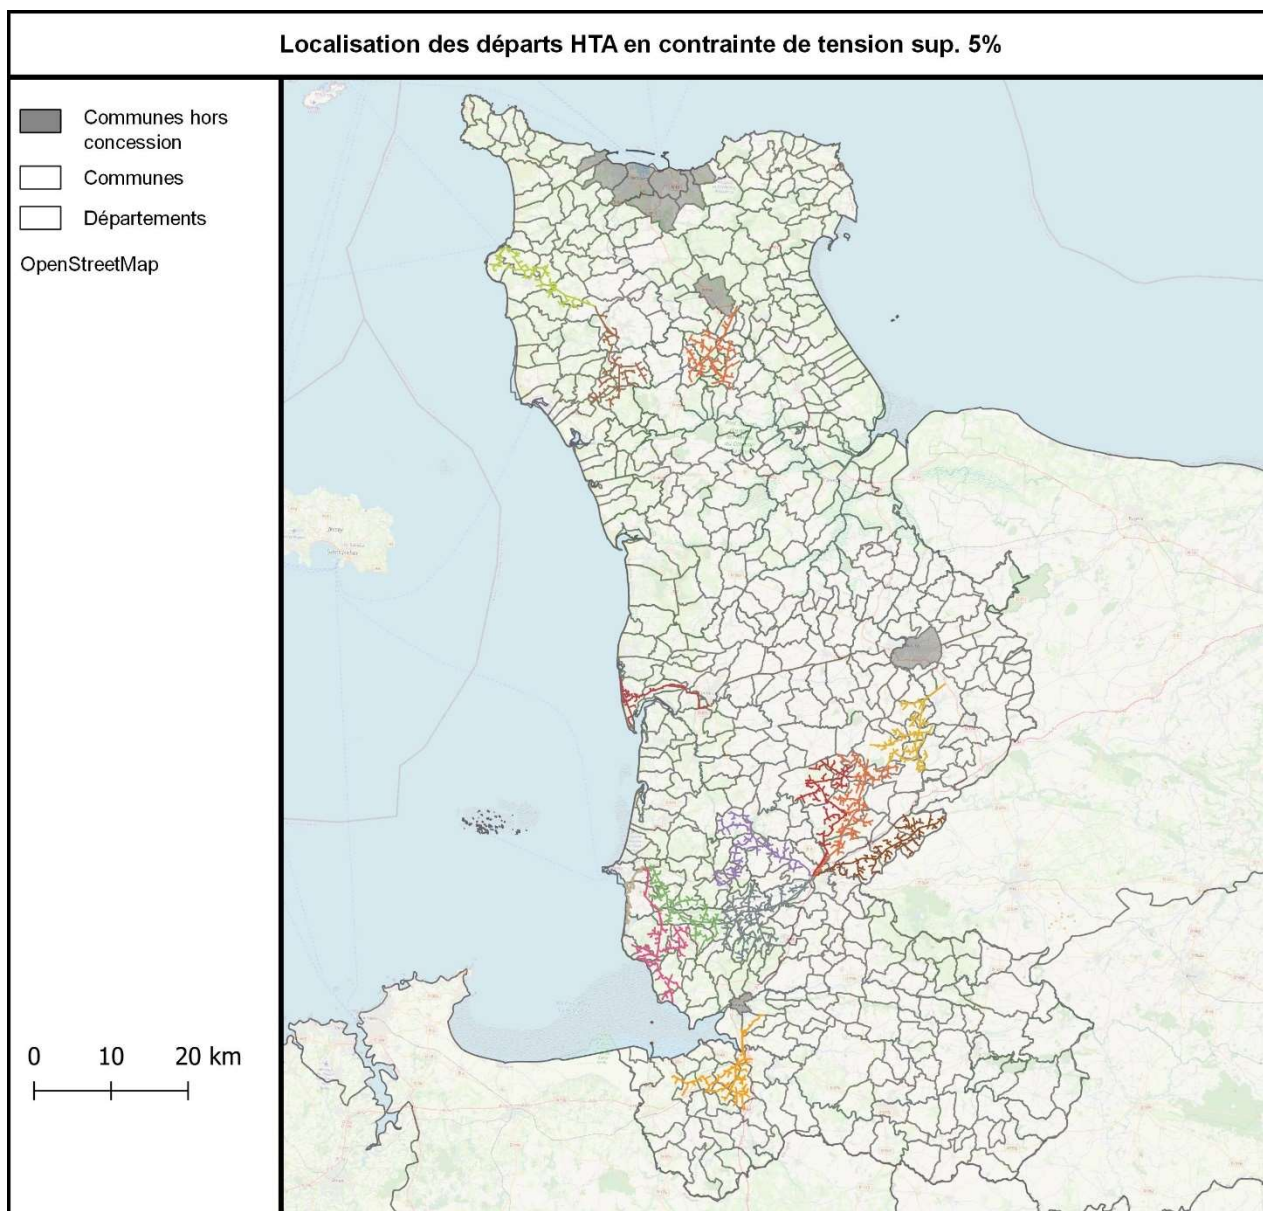 Localisation des départs HTA en contrainte de tension sup. 5%
Communes hors
concession
Communes
Départements
OpenStreetMap
0 10 20 km